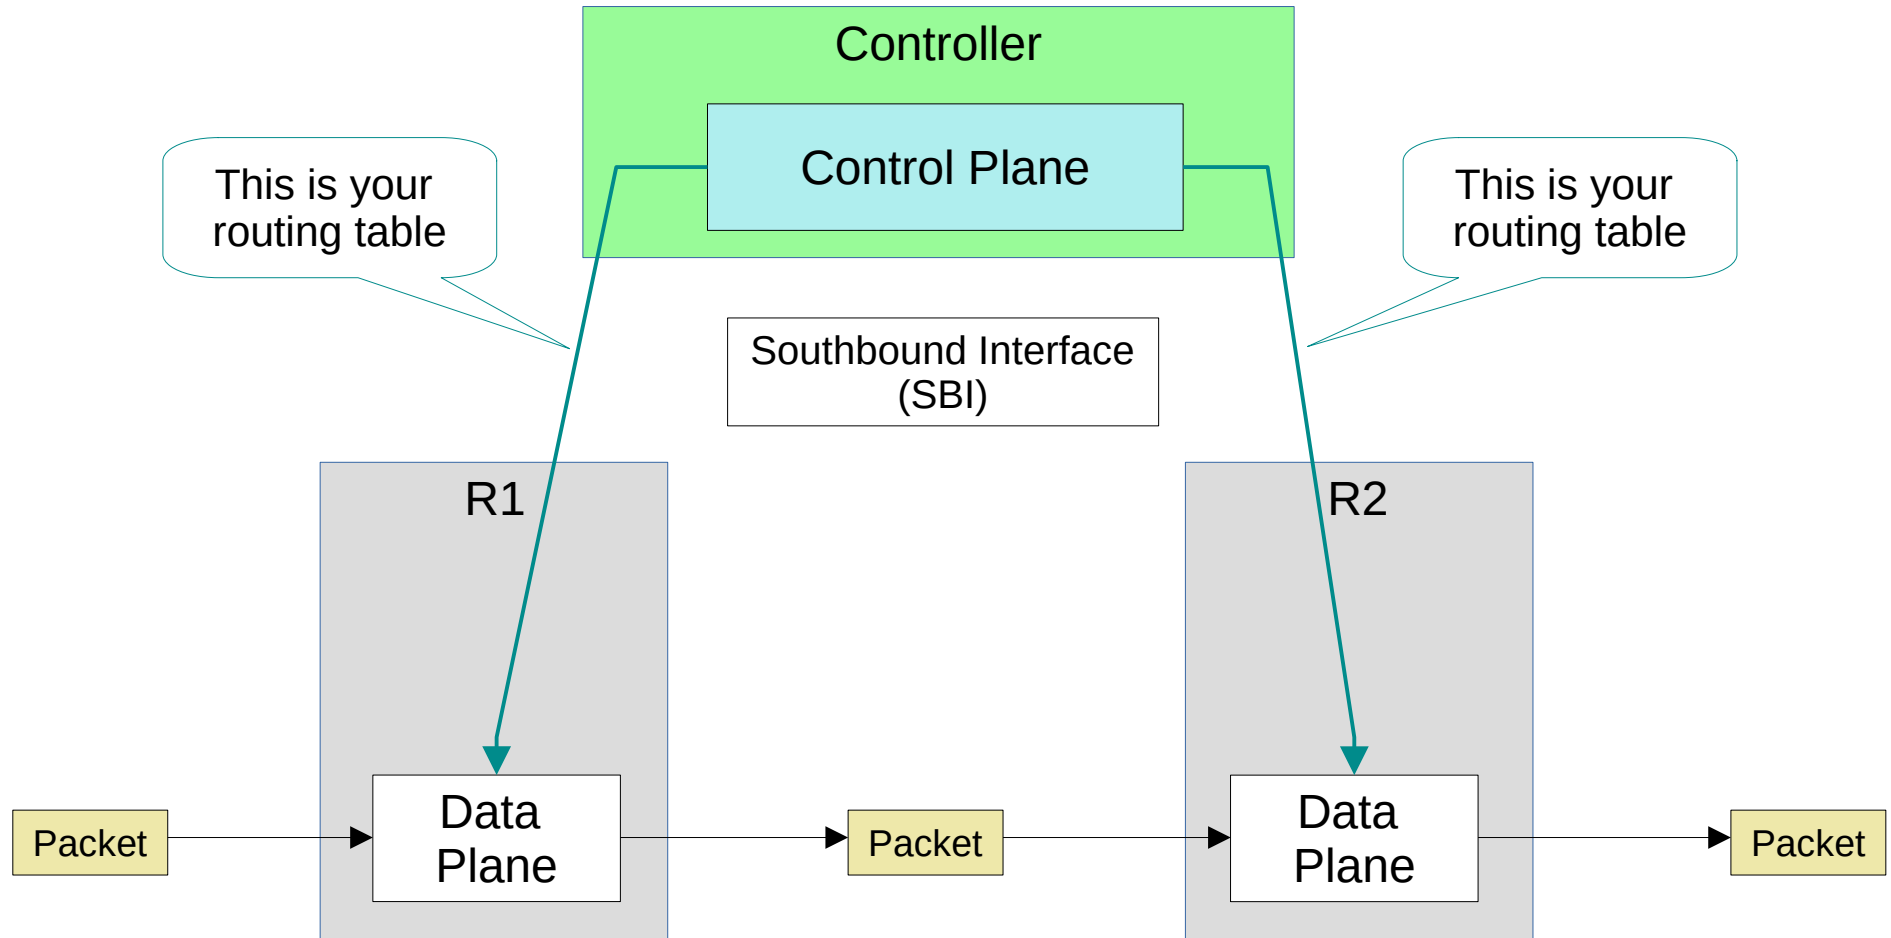 Controller
Control Plane
This is your
routing table
This is your
routing table
Southbound Interface
(SBI)
R1
R2
Data
Plane
Data
Plane
Packet
Packet
Packet